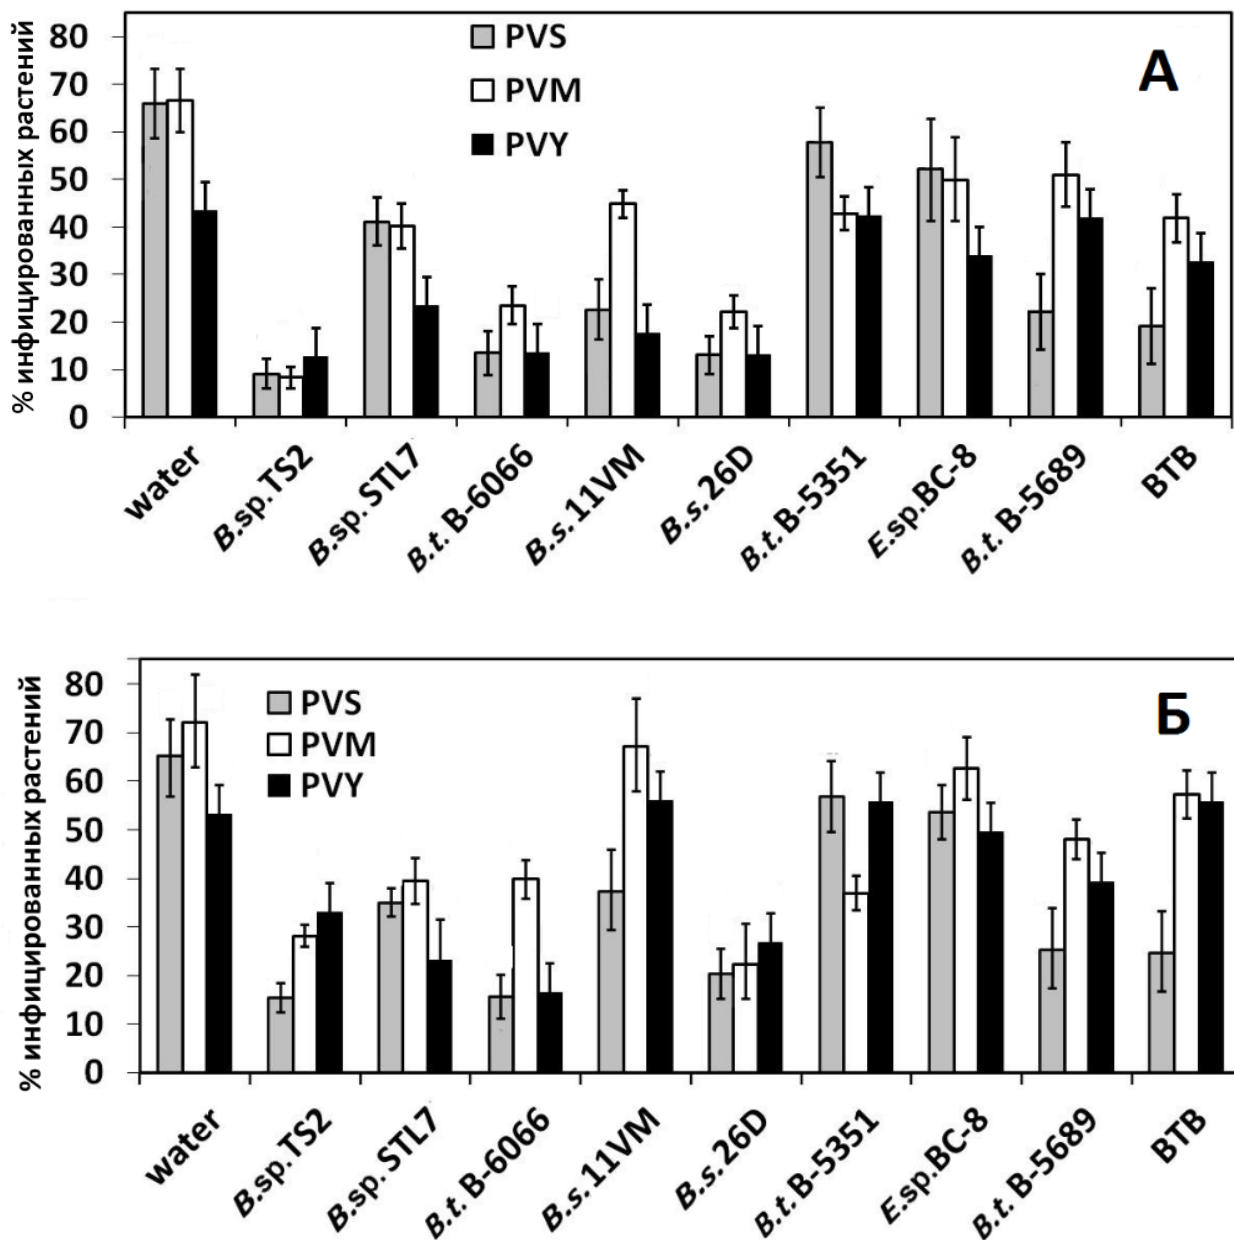 % инфицированных растений
80
70
60
50
40
30
20
10
0
PVS
PVM
PVY
А
water
B.sp.TS2
B.sp. STL7
B.t. B-6066
B.s. 11VM
B.s. 26D
B.t. B-5351
E.sp.BC-8
B.t. B-5689
BTB
% инфицированных растений
80
70
60
50
40
30
20
10
0
PVS
PVM
PVY
Б
water
B.sp.TS2
B.sp. STL7
B.t. B-6066
B.s. 11VM
B.s. 26D
B.t. B-5351
E.sp.BC-8
B.t. B-5689
BTB